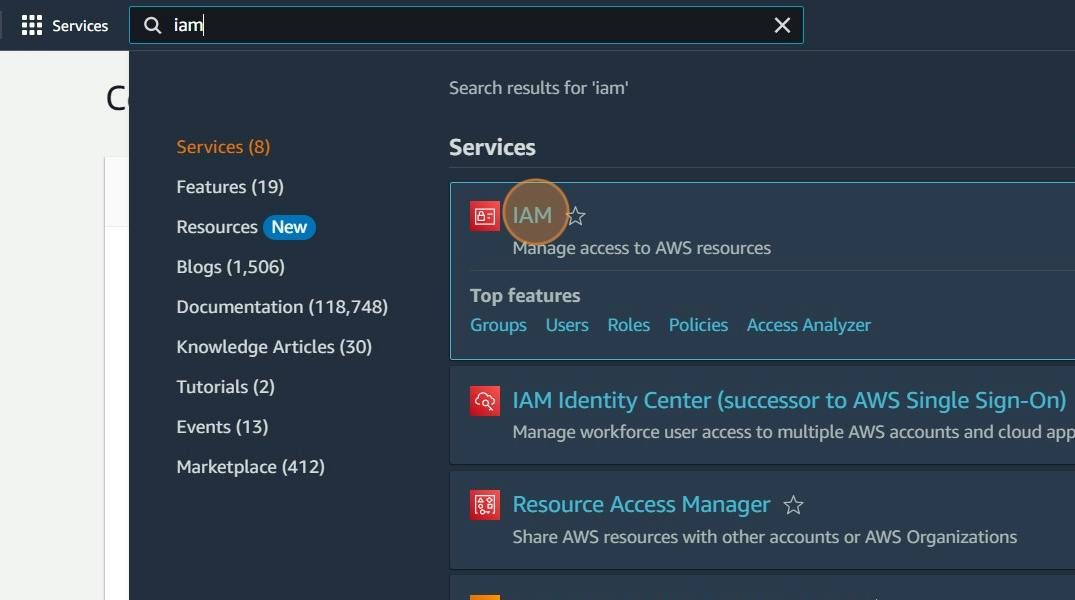 Services
iam
Co
Search results for 'iam'
Services (8)
Features (19)
Resources New
Blogs (1,506)
Documentation (118,748)
Knowledge Articles (30)
Tutorials (2)
Events (13)
Marketplace (412)
Services
IAM
Manage access to AWS resources
Top features
Groups Users Roles Policies Access Analyzer
IAM Identity Center (successor to AWS Single Sign-On)
Manage workforce user access to multiple AWS accounts and cloud app
Resource Access Manager
Share AWS resources with other accounts or AWS Organizations